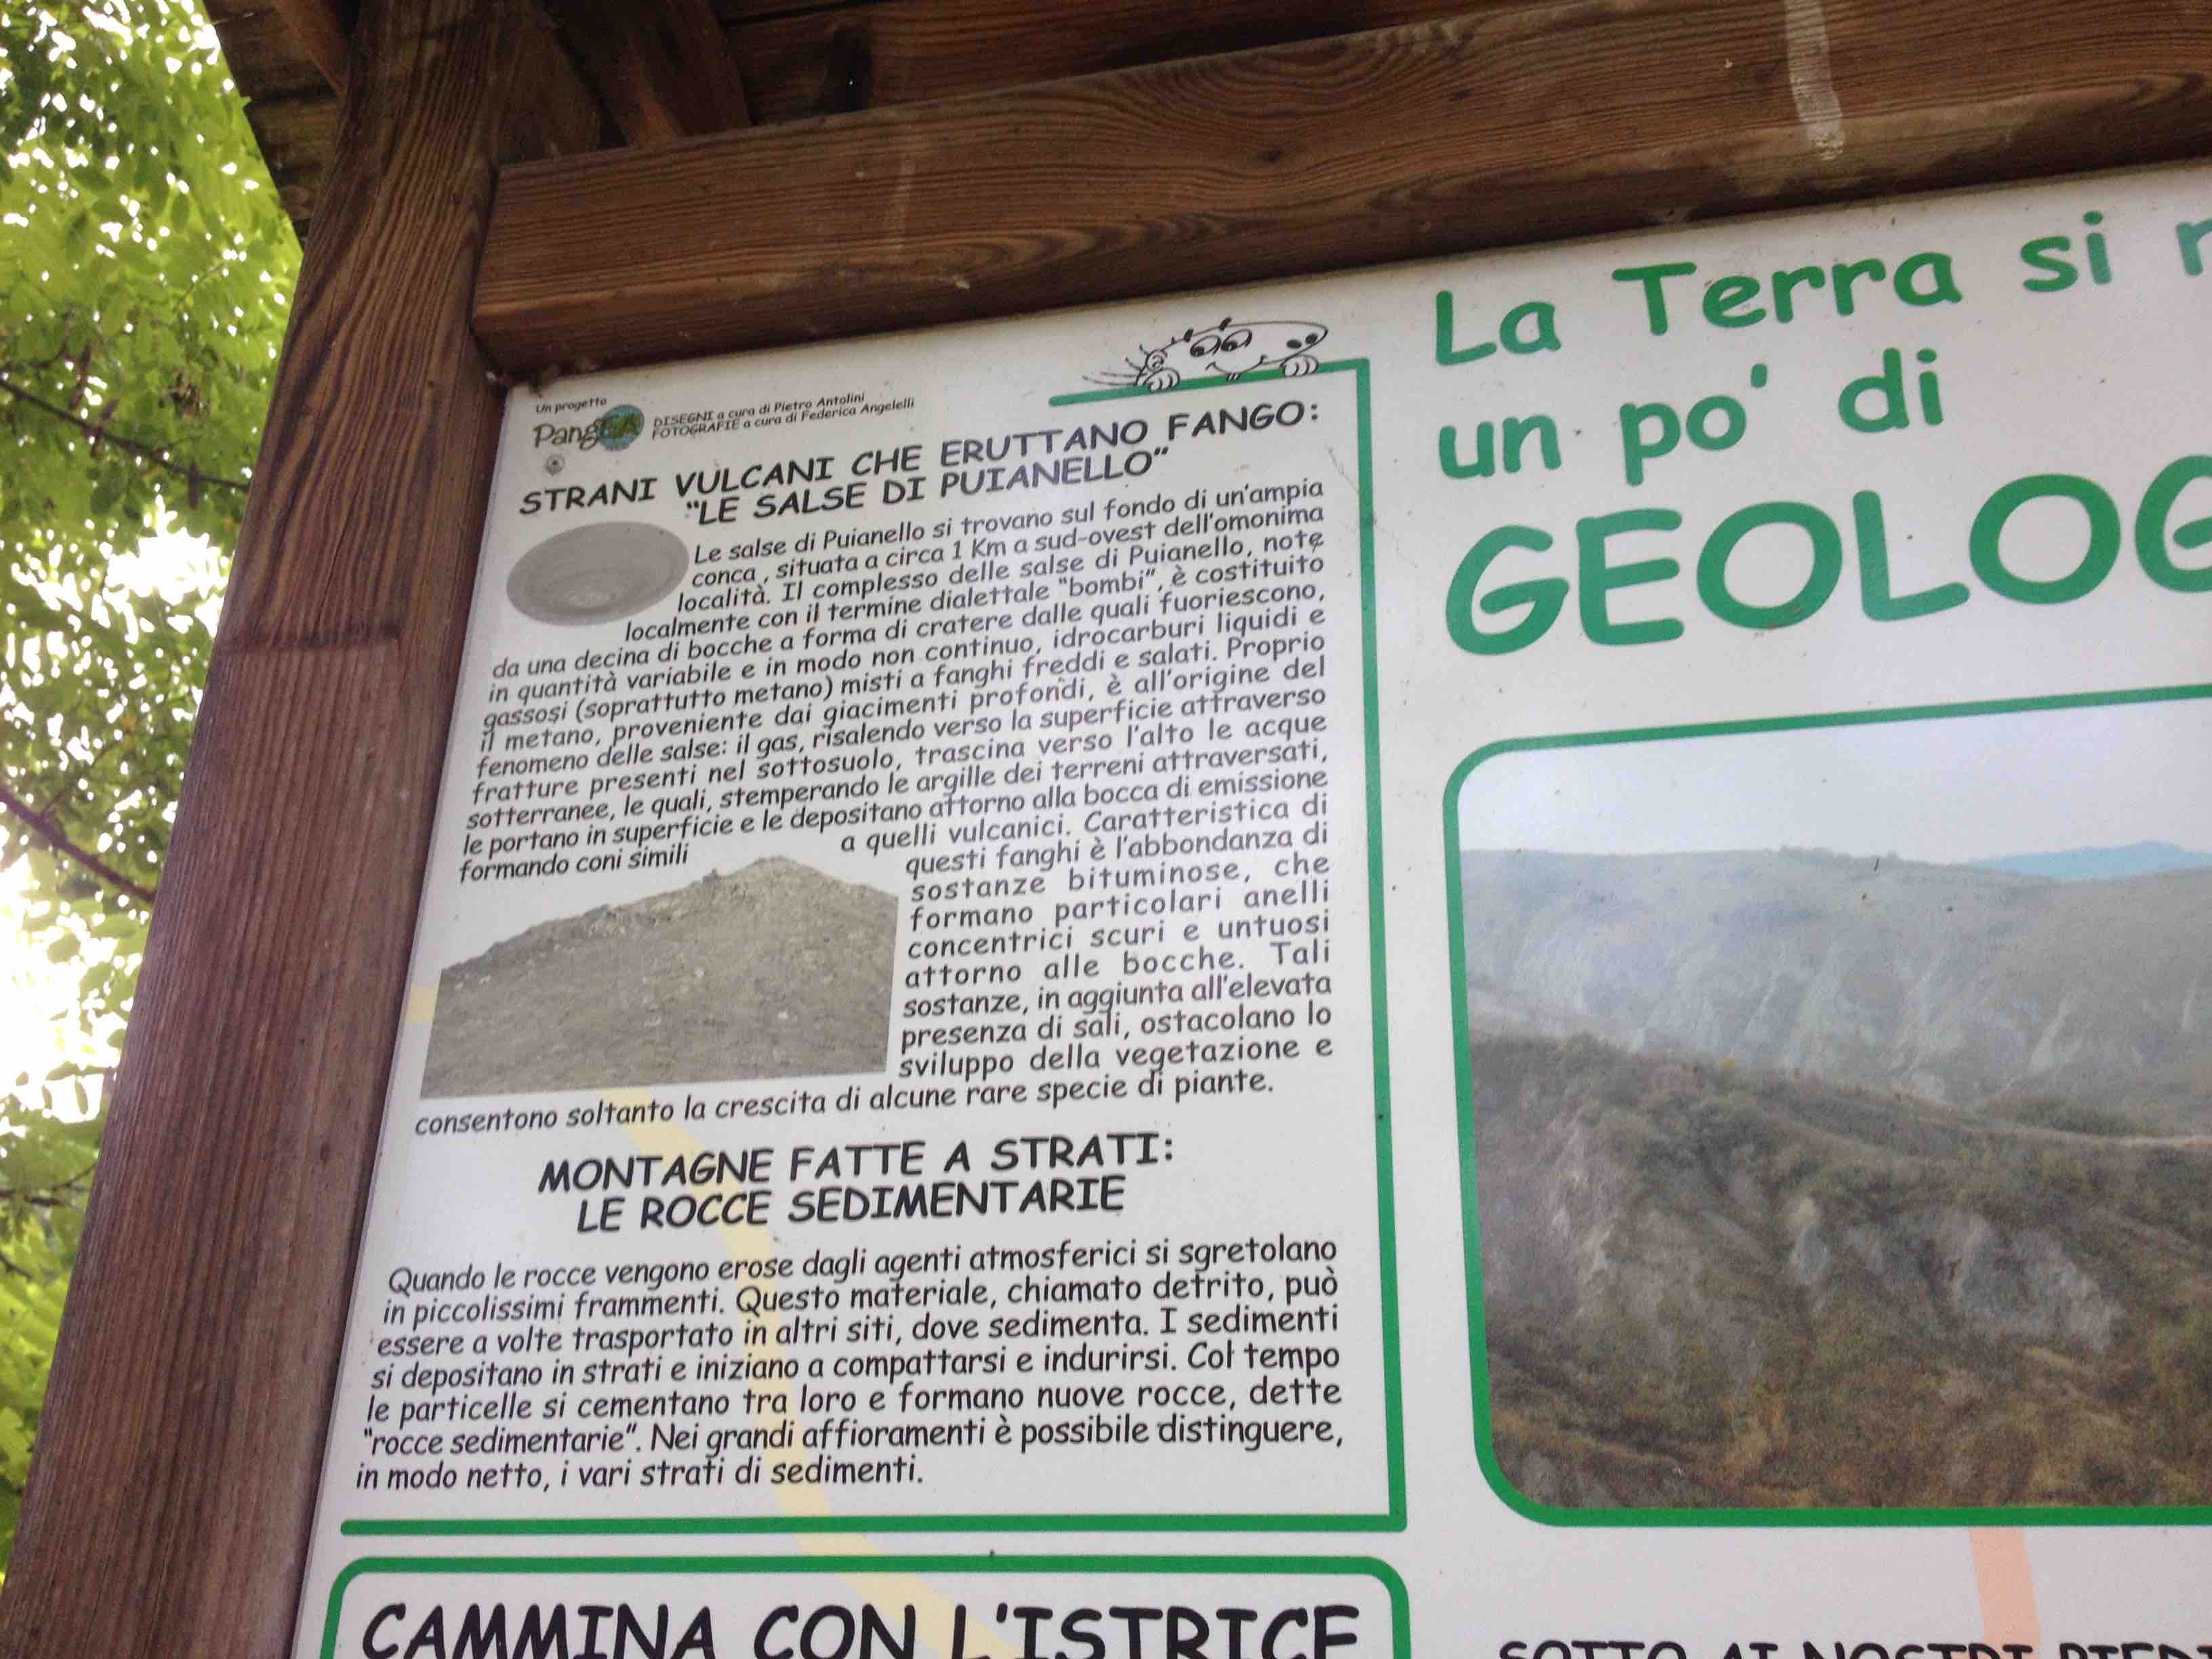 Un progetto
PangEA
DISEGNI a cura di Pietro Antolini
FOTOGRAFIE a cura di Federica Angelelli
STRANI VULCANI CHE ERUTTANO FANGO:
"LE SALSE DI PUIANELLO"
Le salse di Puianello si trovano sul fondo di un'ampia
conca , situata a circa 1 Km a sud-ovest dell'omonima
località. Il complesso delle salse di Puianello, note
localmente con il termine dialettale "bombi", è costituito
da una decina di bocche a forma di cratere dalle quali fuoriescono,
in quantità variabile e in modo non continuo, idrocarburi liquidi e
gassosi (soprattutto metano) misti a fanghi freddi e salati. Proprio
il metano, proveniente dai giacimenti profondi, è all'origine del
fenomeno delle salse: il gas, risalendo verso la superficie attraverso
fratture presenti nel sottosuolo, trascina verso l'alto le acque
sotterranee, le quali, stemperando le argille dei terreni attraversati,
le portano in superficie e le depositano attorno alla bocca di emissione
formando coni simili a quelli vulcanici. Caratteristica di
questi fanghi è l'abbondanza di
sostanze bituminose, che
formano particolari anelli
concentrici scuri e untuosi
attorno alle bocche. Tali
sostanze, in aggiunta all'elevata
presenza di sali, ostacolano lo
sviluppo della vegetazione e
consentono soltanto la crescita di alcune rare specie di piante.
MONTAGNE FATTE A STRATI:
LE ROCCE SEDIMENTARIE
Quando le rocce vengono erose dagli agenti atmosferici si sgretolano
in piccolissimi frammenti. Questo materiale, chiamato detrito, può
essere a volte trasportato in altri siti, dove sedimenta. I sedimenti
si depositano in strati e iniziano a compattarsi e indurirsi. Col tempo
le particelle si cementano tra loro e formano nuove rocce, dette
"rocce sedimentarie". Nei grandi affioramenti è possibile distinguere,
in modo netto, i vari strati di sedimenti.
CAMMINA CON L'ISTRICE
La Terra si
un po' di
GEOLOG
SOTTO AI NOSTRI PIEDI